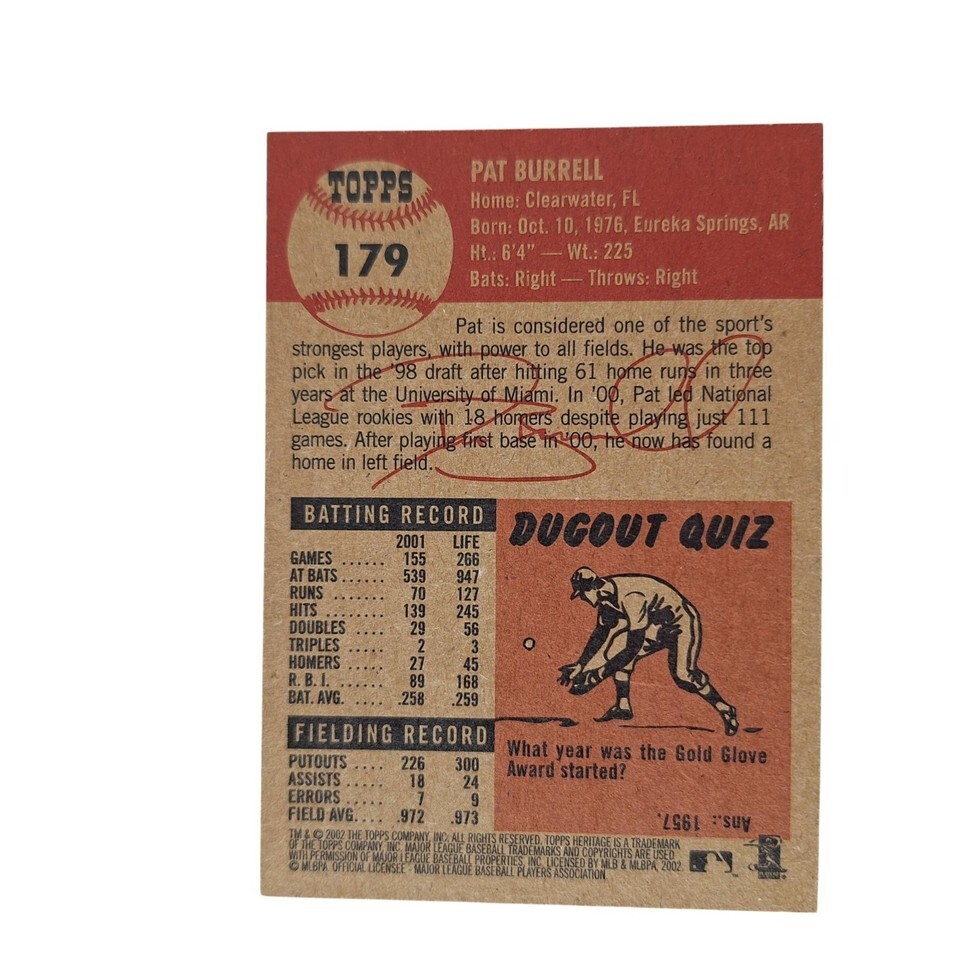 TOPPS
179
PAT BURRELL
Home: Clearwater, FL
Born: Oct. 10, 1976, Eureka Springs, AR
Ht.: 6'4" — Wt.: 225
Bats: Right — Throws: Right
Pat is considered one of the sport's
strongest players, with power to all fields. He was the top
pick in the '98 draft after hitting 61 home runs in three
years at the University of Miami. In '00, Pat led National
League rookies with 18 homers despite playing just 111
games. After playing first base in '00, he now has found a
home in left field.
BATTING RECORD
2001 LIFE
GAMES ...... 155 266
AT BATS ...... 539 947
RUNS ...... 70 127
HITS ........ 139 245
DOUBLES .... 29 56
TRIPLES ..... 2 3
HOMERS .... 27 45
R. B. I. ...... 89 168
BAT. AVG. .... .258 .259
FIELDING RECORD
PUTOUTS .... 226 300
ASSISTS ..... 18 24
ERRORS ..... 7 9
FIELD AVG.... .972 .973
DUGOUT QUIZ
What year was the Gold Glove
Award started?
Ans.: 1957.
TM & © 2002 THE TOPPS COMPANY, INC. ALL RIGHTS RESERVED. TOPPS HERITAGE IS A TRADEMARK
OF THE TOPPS COMPANY, INC. MAJOR LEAGUE BASEBALL TRADEMARKS AND COPYRIGHTS ARE USED
WITH PERMISSION OF MAJOR LEAGUE BASEBALL PROPERTIES, INC. LICENSED BY MLB & MLBPA, 2002.
© MLBPA OFFICIAL LICENSEE - MAJOR LEAGUE BASEBALL PLAYERS ASSOCIATION